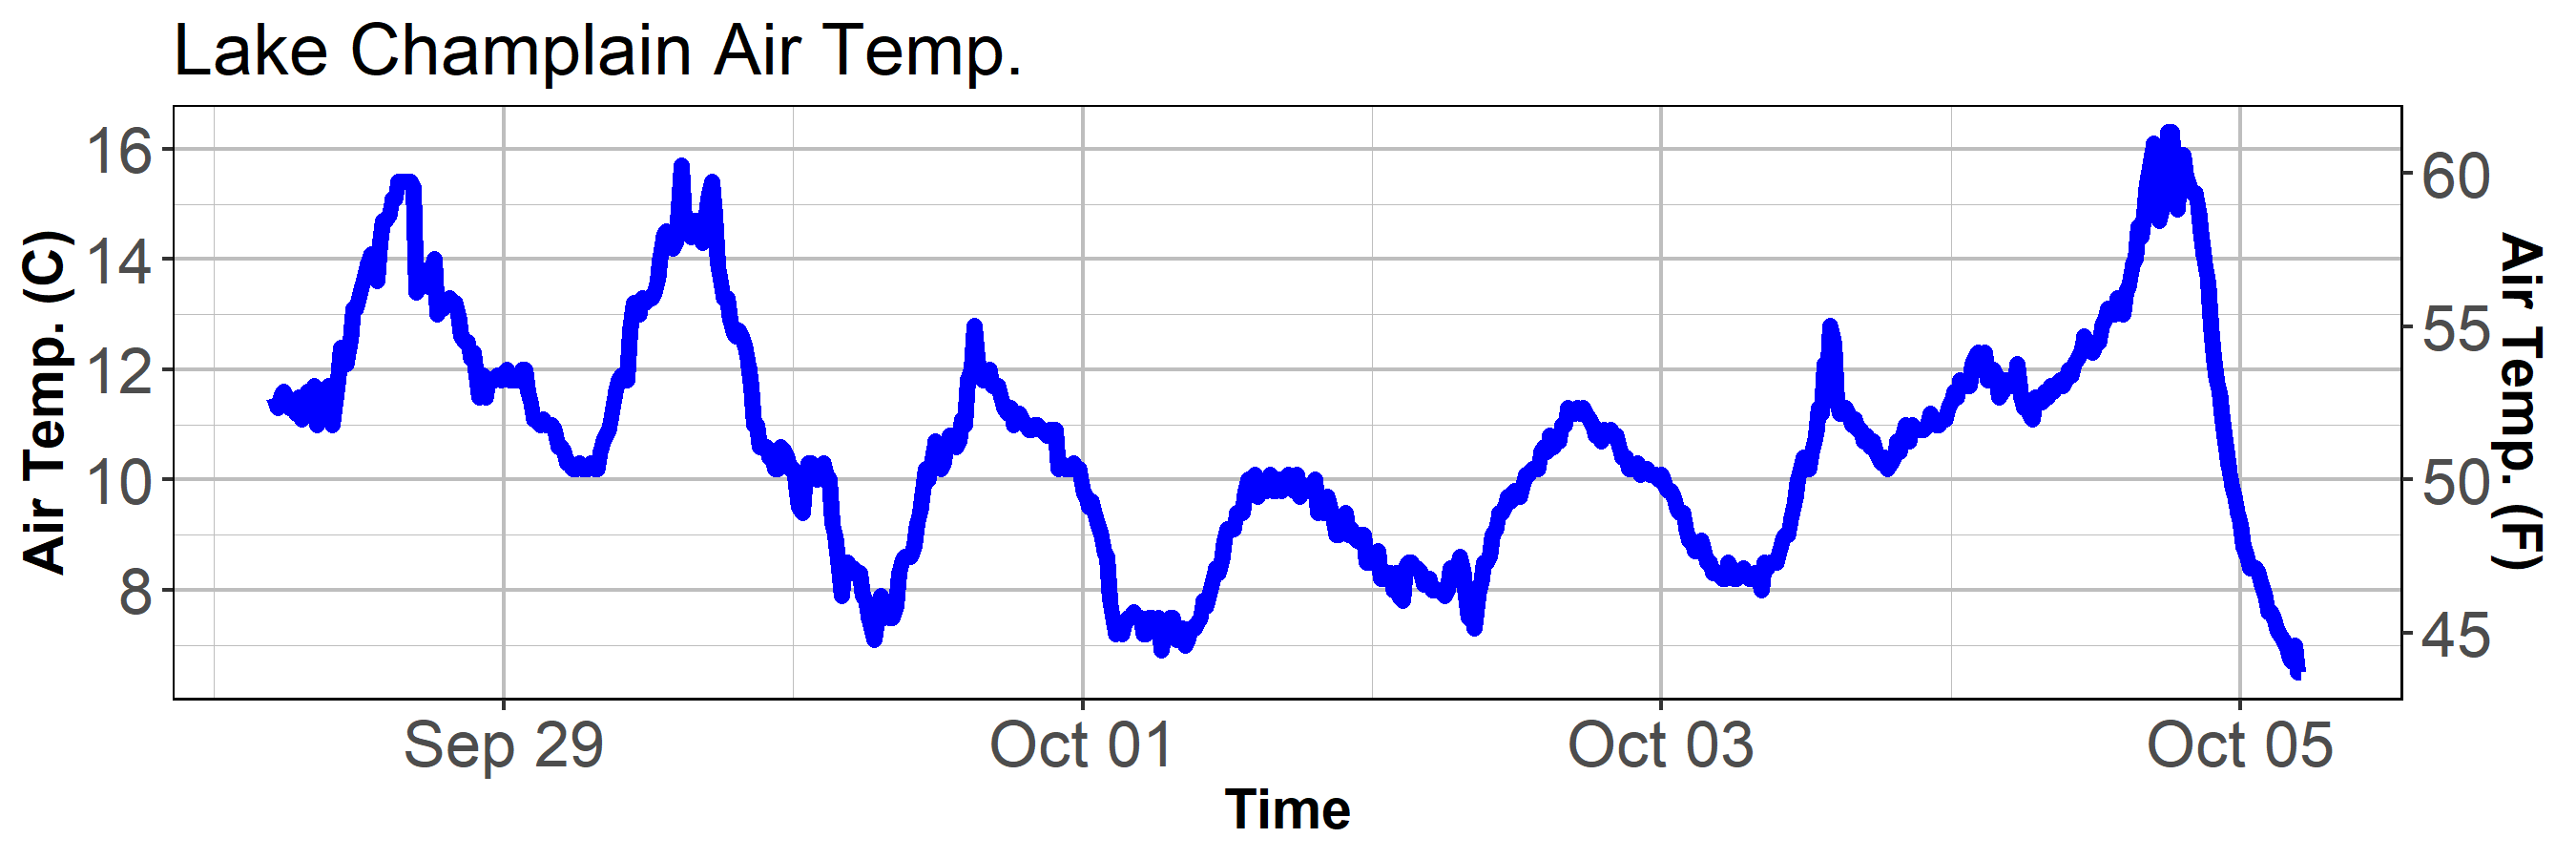 Lake Champlain Air Temp.
Air Temp. (C)
16
14
12
10
8
60
55
50
45
Air Temp. (F)
Sep 29
Oct 01
Oct 03
Oct 05
Time